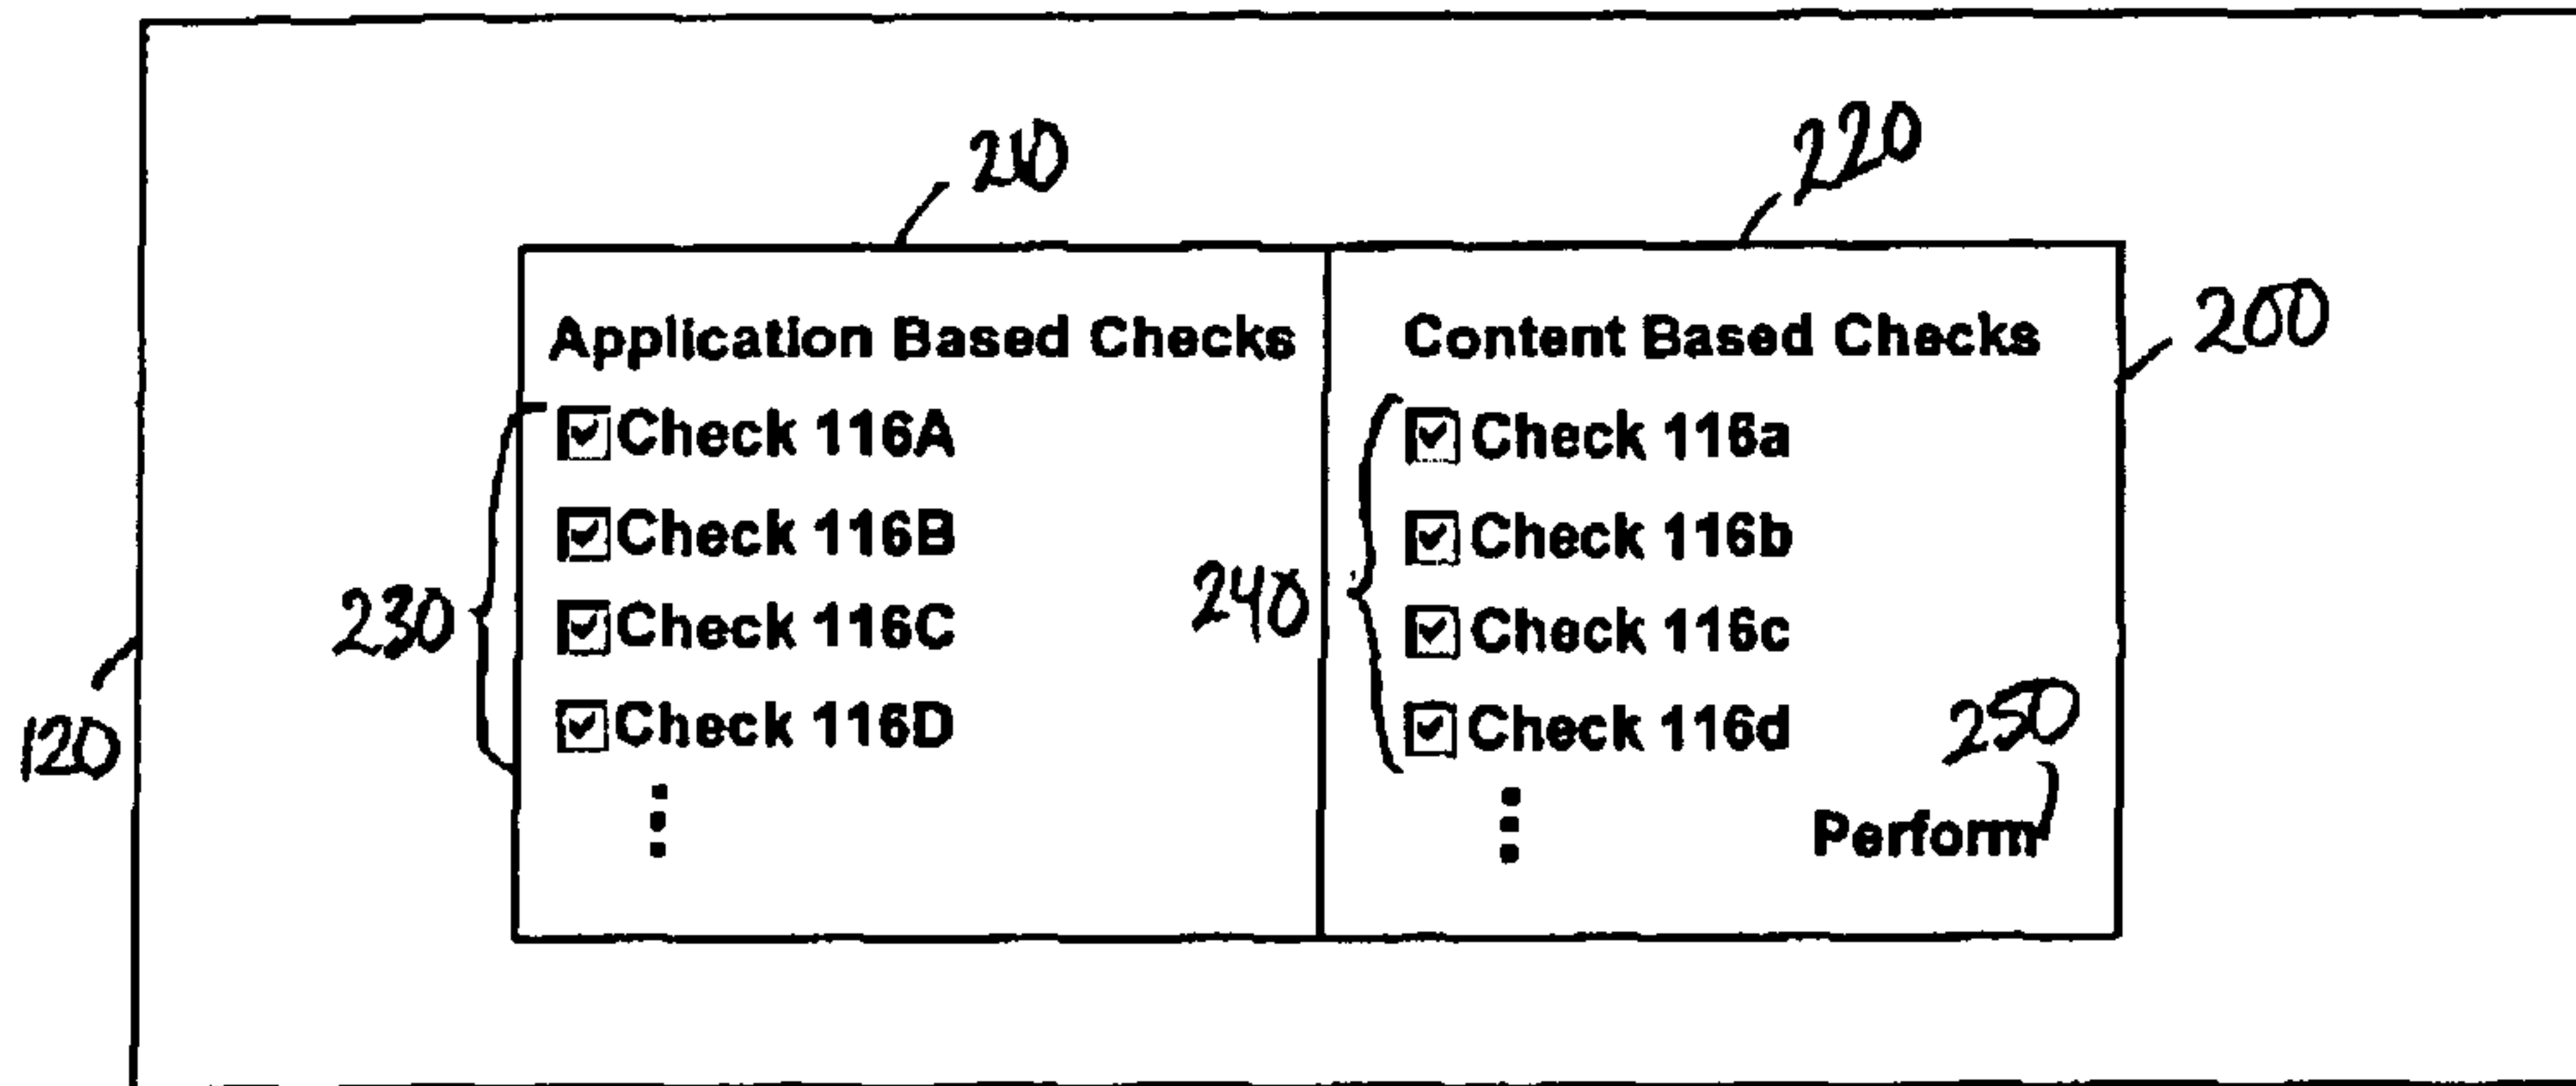 210 220
200
Application Based Checks Content Based Checks
Check 116A Check 116a
Check 116B Check 116b
230 240
Check 116C Check 116c
Check 116D Check 116d
120 250
Perform